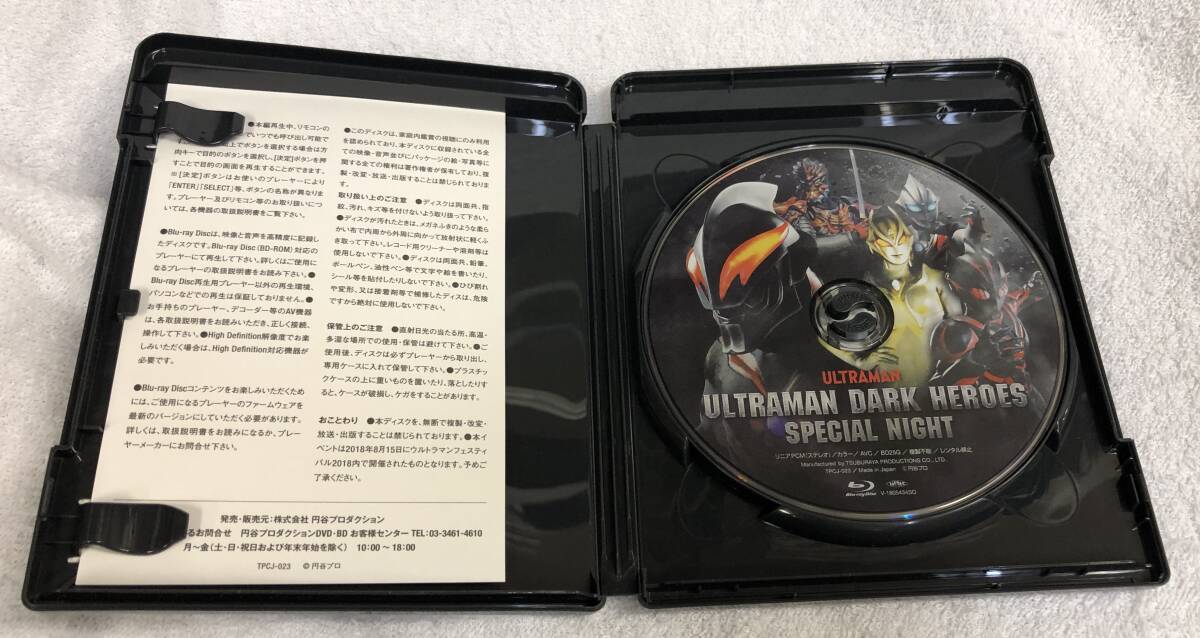 ●本編再生中、リモコンの
でいつでも呼び出し可能で
上でボタンを選択する場合は方
向キーで目的のボタンを選択し、[決定]ボタンを押
すことで目的の画面を再生することができます。
※[決定]ボタンはお使いのプレーヤーにより
「ENTER」「SELECT」等、ボタンの名称が異なりま
す。プレーヤー及びリモコン等のお取り扱いにつ
いては、各機器の取扱説明書をご覧下さい。
●Blu-ray Discは、映像と音声を高精度に記録し
たディスクです。Blu-ray Disc(BD-ROM)対応の
プレーヤーにて再生して下さい。詳しくはご使用に
なるプレーヤーの取扱説明書をお読み下さい。●
Blu-ray Disc再生用プレーヤー以外の再生環境、
パソコンなどでの再生は保証しておりません。●
お手持ちのプレーヤー、デコーダー等のAV機器
は、各取扱説明書をお読みいただき、正しく接続、
操作して下さい。●High Definition解像度でお楽
しみいただく場合は、High Definition対応機器が
必要です。
●Blu-ray Discコンテンツをお楽しみいただくため
には、ご使用になるプレーヤーのファームウェアを
最新のバージョンにしていただく必要があります。
詳しくは、取扱説明書をお読みになるか、プレー
ヤーメーカーにお問合せ下さい。
●このディスクは、家庭内鑑賞の視聴にのみ利用
を認められており、本ディスクに収録されている全
ての映像・音声並びにパッケージの絵・写真等に
関する全ての権利は著作権者が保有しており、複
製・改変・放送・出版することは禁じられておりま
す。
取り扱い上のご注意 ●ディスクは両面共、指
紋、汚れ、キズ等を付けないよう取り扱って下さい。
●ディスクが汚れたときは、メガネふきのような柔ら
かい布で内周から外周に向かって放射状に軽くふ
き取って下さい。レコード用クリーナーや溶剤等は
使用しないで下さい。●ディスクは両面共、鉛筆、
ボールペン、油性ペン等で文字や絵を書いたり、
シール等を貼付したりしないで下さい。●ひび割れ
や変形、又は接着剤等で補修したディスは、危険
ですから絶対に使用しないで下さい。
保管上のご注意 ●直射日光の当たる所、高温・
多湿な場所での使用・保管は避けて下さい。●ご
使用後、ディスクは必ずプレーヤーから取り出し、
専用ケースに入れて保管して下さい。●プラスチッ
クケースの上に重いものを置いたり、落としたりす
ると、ケースが破損し、ケガをすることがあります。
おことわり ●本ディスクを、無断で複製・改変・
放送・出版することは禁じられております。●本イ
ベントは2018年8月15日にウルトラマンフェスティ
バル2018内で開催されたものとなります。予めご
了承ください。
発売・販売元：株式会社 円谷プロダクション
るお問合せ 円谷プロダクションDVD・BD お客様センター TEL:03-3461-4610
月～金(土・日・祝日および年末年始を除く) 10:00～18:00
TPCJ-023 ©円谷プロ
ULTRAMAN
ULTRAMAN DARK HEROES
SPECIAL NIGHT
リニアPCM(ステレオ)／カラー／AVC／BD25G／複製不能／レンタル禁止
Manufactured by TSUBURAYA PRODUCTIONS CO., LTD.
TPCJ-023 / Made in Japan ©円谷プロ
Blu-ray Disc
V-1805434SO